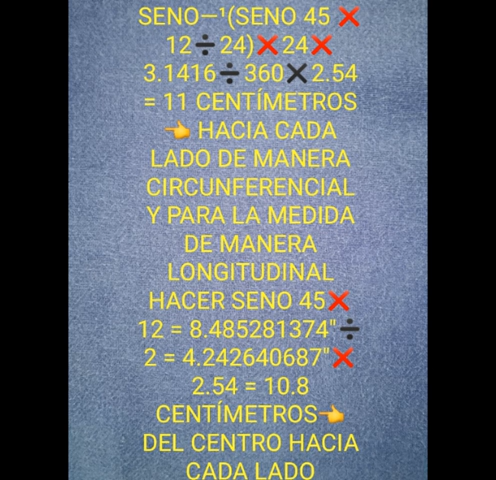 SENO—¹(SENO 45 ❌
12➗24)❌24❌
3.1416➗360✖2.54
= 11 CENTÍMETROS
👈 HACIA CADA
LADO DE MANERA
CIRCUNFERENCIAL
Y PARA LA MEDIDA
DE MANERA
LONGITUDINAL
HACER SENO 45❌
12 = 8.485281374"➗
2 = 4.242640687"❌
2.54 = 10.8
CENTÍMETROS👈
DEL CENTRO HACIA
CADA LADO